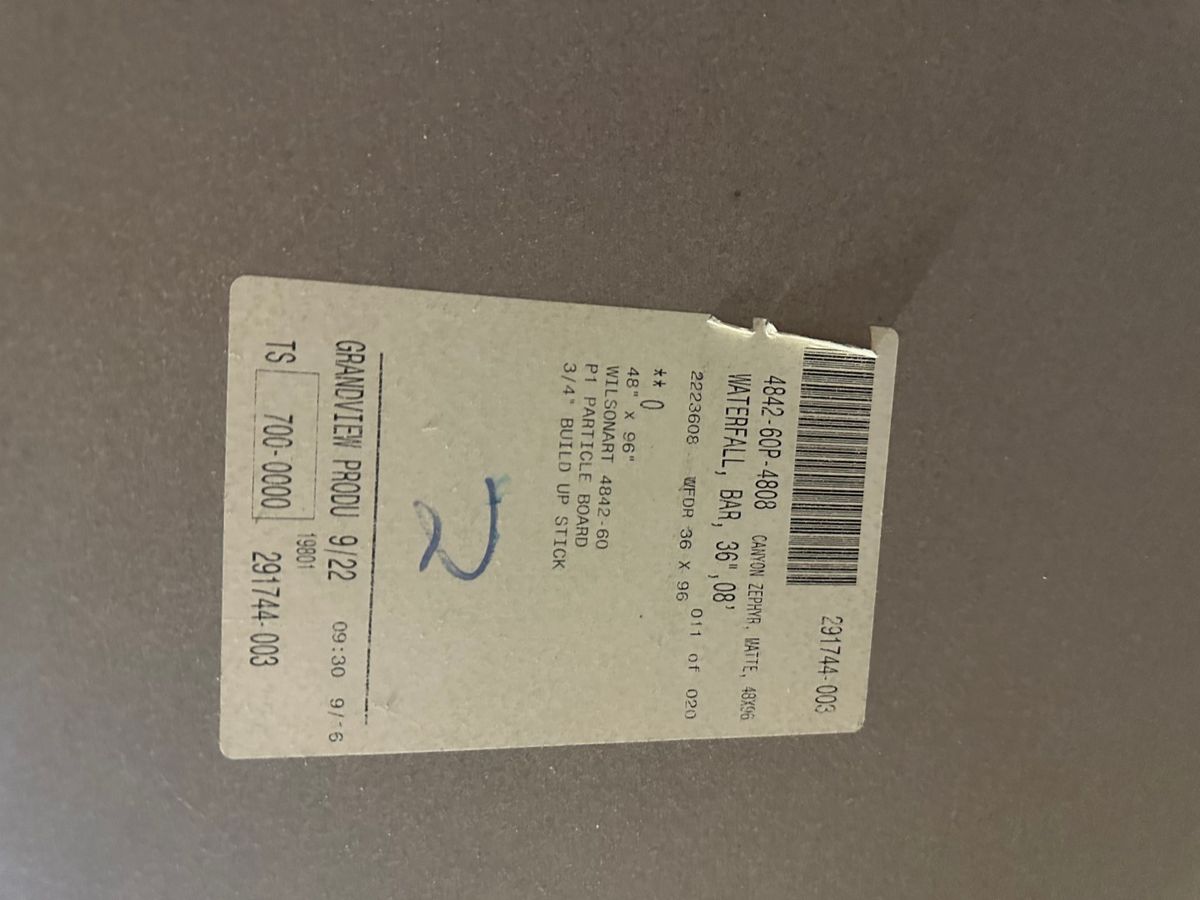 291744-003
4842-60P-4808 CANYON ZEPHYR, MATTE, 48X96
WATERFALL, BAR, 36",08'
2223608 WFDR 36 X 96 011 of 020
** 0
48" X 96"
WILSONART 4842-60
P1 PARTICLE BOARD
3/4" BUILD UP STICK
2
GRANDVIEW PRODU 9/22 09:30
19801
TS 700-0000 291744-003